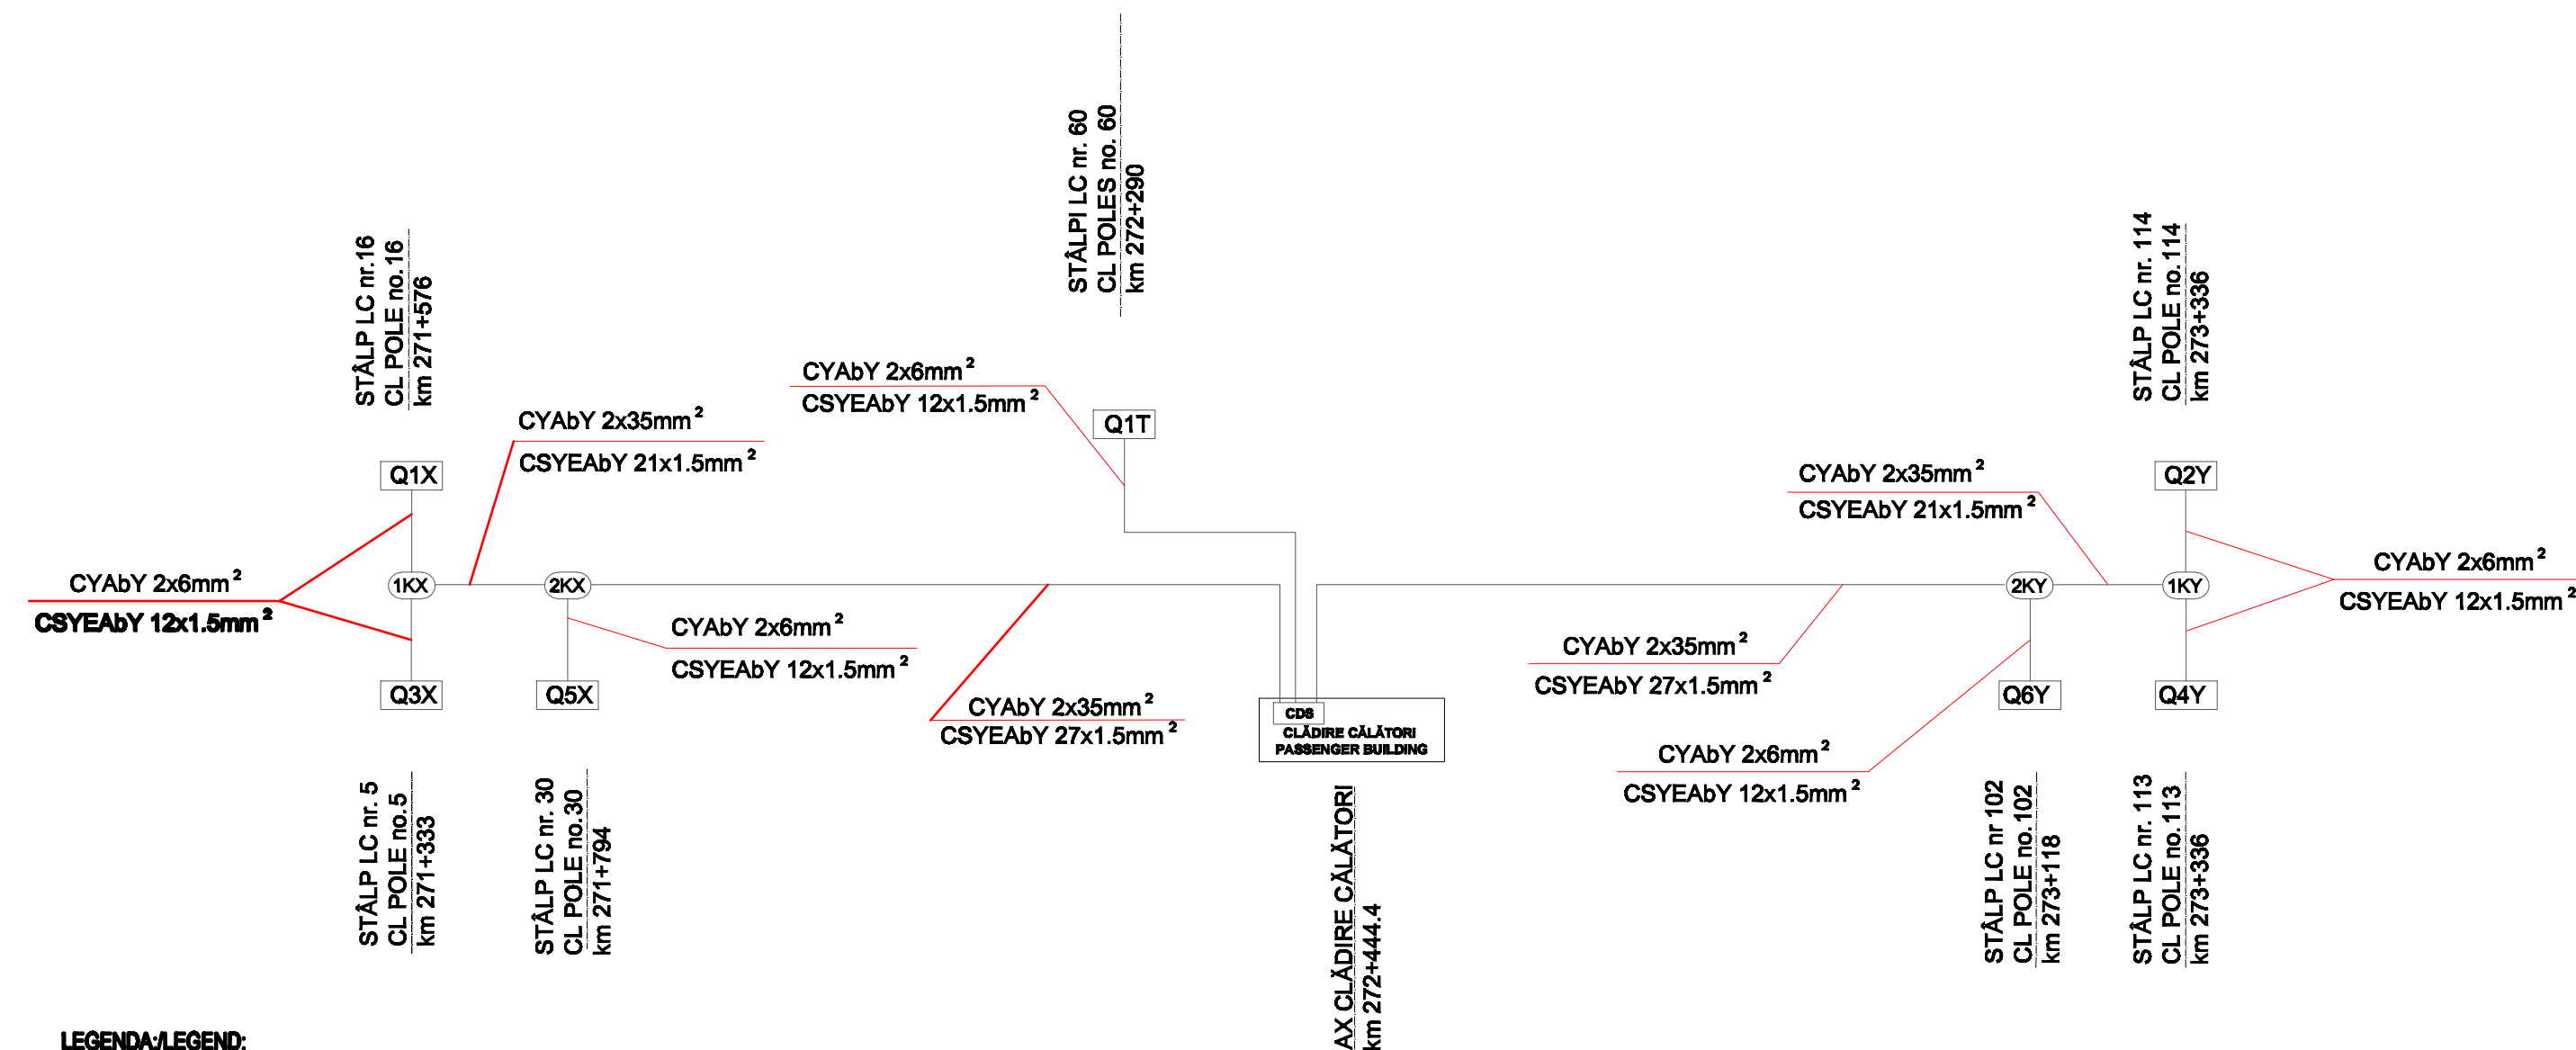 STÂLPI LC nr. 60
CL POLES no. 60
km 272+290
STÂLP LC nr.16
CL POLE no.16
km 271+576
STÂLP LC nr. 114
CL POLE no.114
km 273+336
CYAbY 2x6mm²
CSYEAbY 12x1.5mm²
Q1T
CYAbY 2x35mm²
CSYEAbY 21x1.5mm²
Q1X
CYAbY 2x35mm²
CSYEAbY 21x1.5mm²
Q2Y
CYAbY 2x6mm²
CSYEAbY 12x1.5mm²
1KX
2KX
2KY
1KY
CYAbY 2x6mm²
CSYEAbY 12x1.5mm²
CYAbY 2x6mm²
CSYEAbY 12x1.5mm²
CYAbY 2x35mm²
CSYEAbY 27x1.5mm²
Q3X
Q5X
CYAbY 2x35mm²
CSYEAbY 27x1.5mm²
CDS
CLĂDIRE CĂLĂTORI
PASSENGER BUILDING
Q6Y
Q4Y
CYAbY 2x6mm²
CSYEAbY 12x1.5mm²
STÂLP LC nr. 5
CL POLE no.5
km 271+333
STÂLP LC nr. 30
CL POLE no.30
km 271+794
AX CLĂDIRE CĂLĂTORI
km 272+444.4
STÂLP LC nr 102
CL POLE no.102
km 273+118
STÂLP LC nr. 113
CL POLE no.113
km 273+336
LEGENDA:/LEGEND: